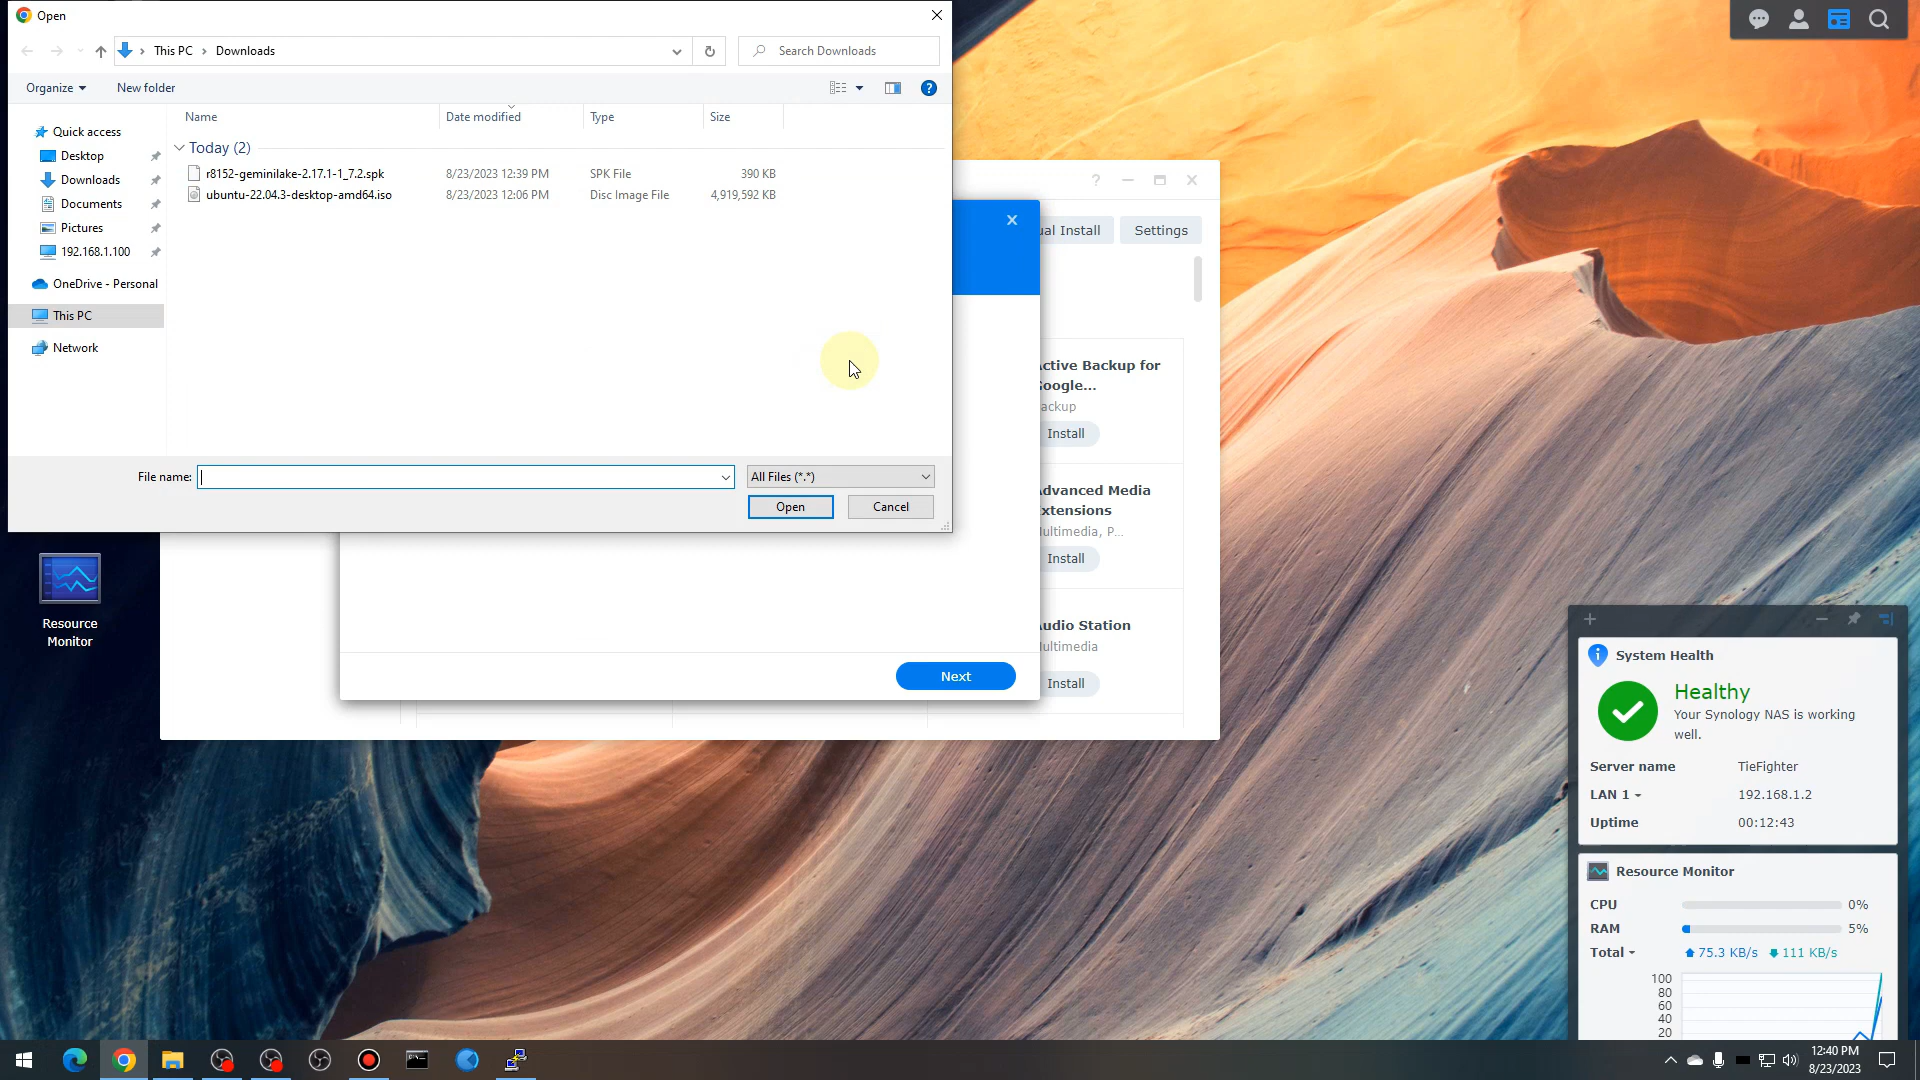 Open
This PC
Downloads
Search Downloads
Organize
New folder
Name
Date modified
Type
Size
Quick access
Desktop
Downloads
Documents
Pictures
192.168.1.100
OneDrive - Personal
This PC
Network
Today (2)
r8152-geminilake-2.17.1-1_7.2.spk 8/23/2023 12:39 PM SPK File 390 KB
ubuntu-22.04.3-desktop-amd64.iso 8/23/2023 12:06 PM Disc Image File 4,919,592 KB
File name:
All Files (*.*)
Open
Cancel
ual Install
Settings
Active Backup for
Google...
ackup
Install
Advanced Media
Extensions
ultimedia, P...
Install
Audio Station
ultimedia
Install
Next
Resource
Monitor
System Health
Healthy
Your Synology NAS is working
well.
Server name TieFighter
LAN 1 192.168.1.2
Uptime 00:12:43
Resource Monitor
CPU 0%
RAM 5%
Total 75.3 KB/s 111 KB/s
100
80
60
40
20
12:40 PM
8/23/2023